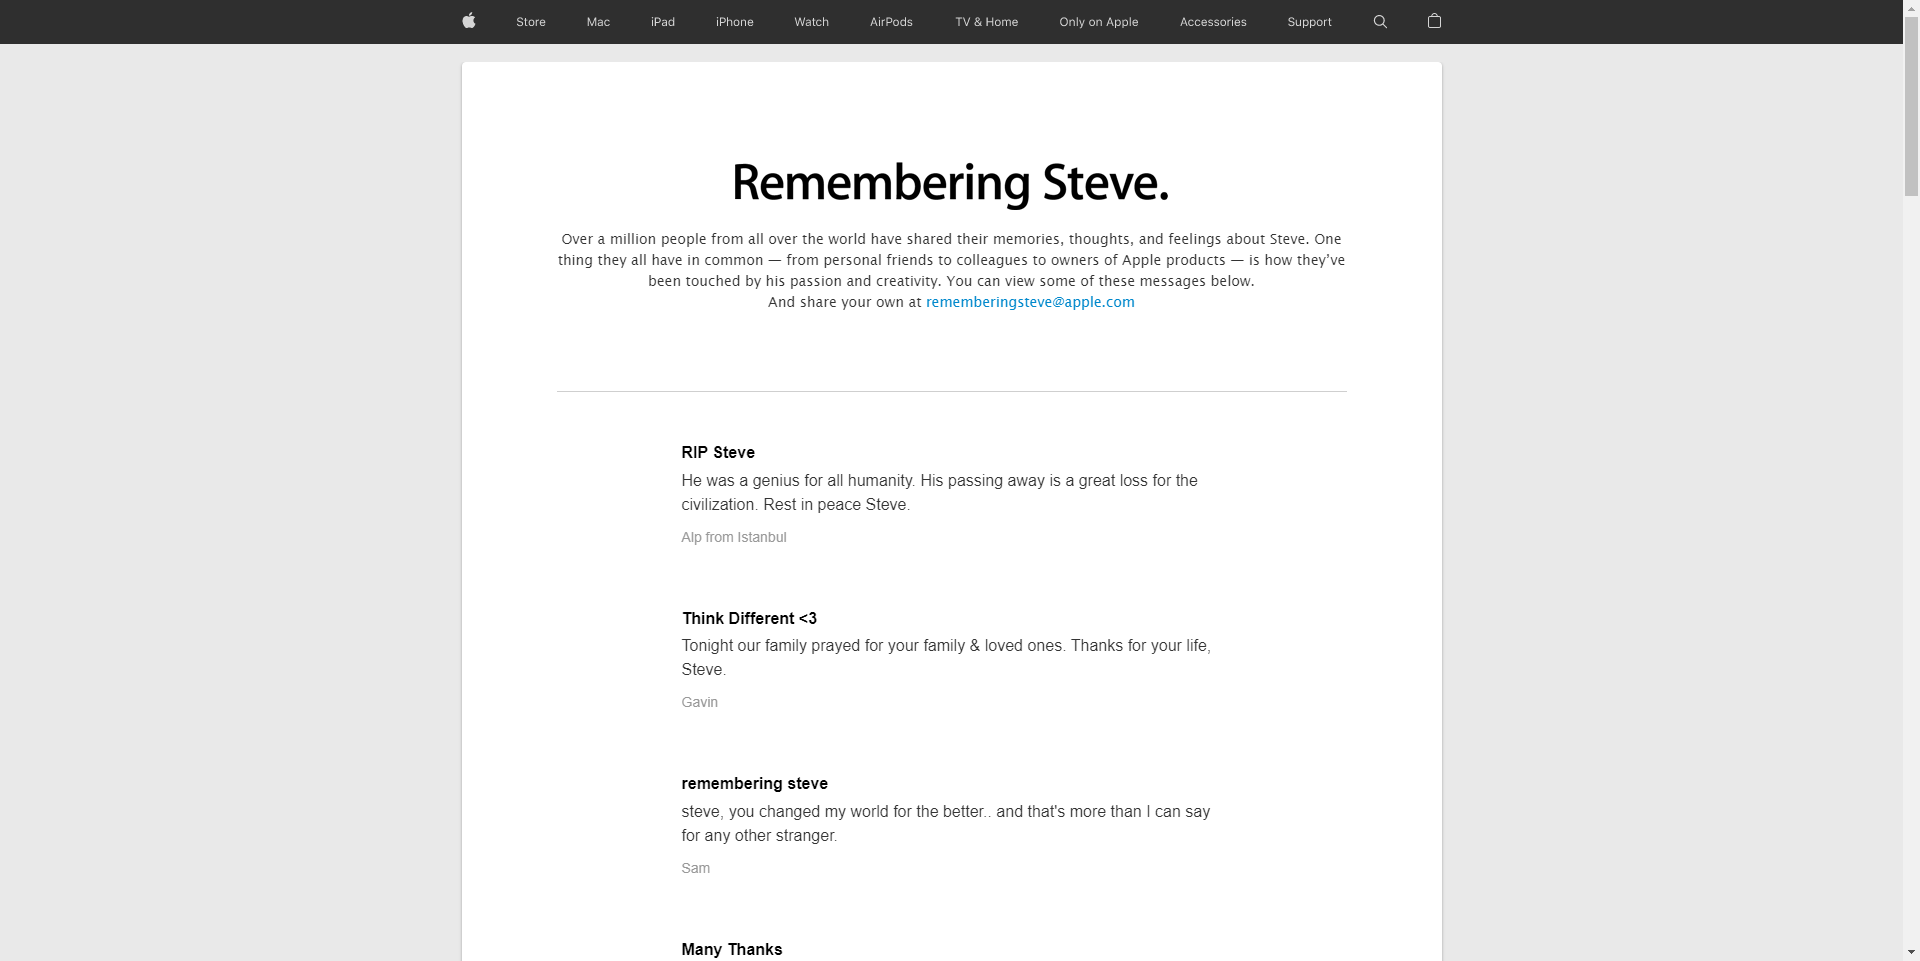 Store Mac iPad iPhone Watch AirPods TV & Home Only on Apple Accessories Support
Remembering Steve.
Over a million people from all over the world have shared their memories, thoughts, and feelings about Steve. One
thing they all have in common — from personal friends to colleagues to owners of Apple products — is how they’ve
been touched by his passion and creativity. You can view some of these messages below.
And share your own at rememberingsteve@apple.com
RIP Steve
He was a genius for all humanity. His passing away is a great loss for the
civilization. Rest in peace Steve.
Alp from Istanbul
Think Different <3
Tonight our family prayed for your family & loved ones. Thanks for your life,
Steve.
Gavin
remembering steve
steve, you changed my world for the better.. and that's more than I can say
for any other stranger.
Sam
Many Thanks